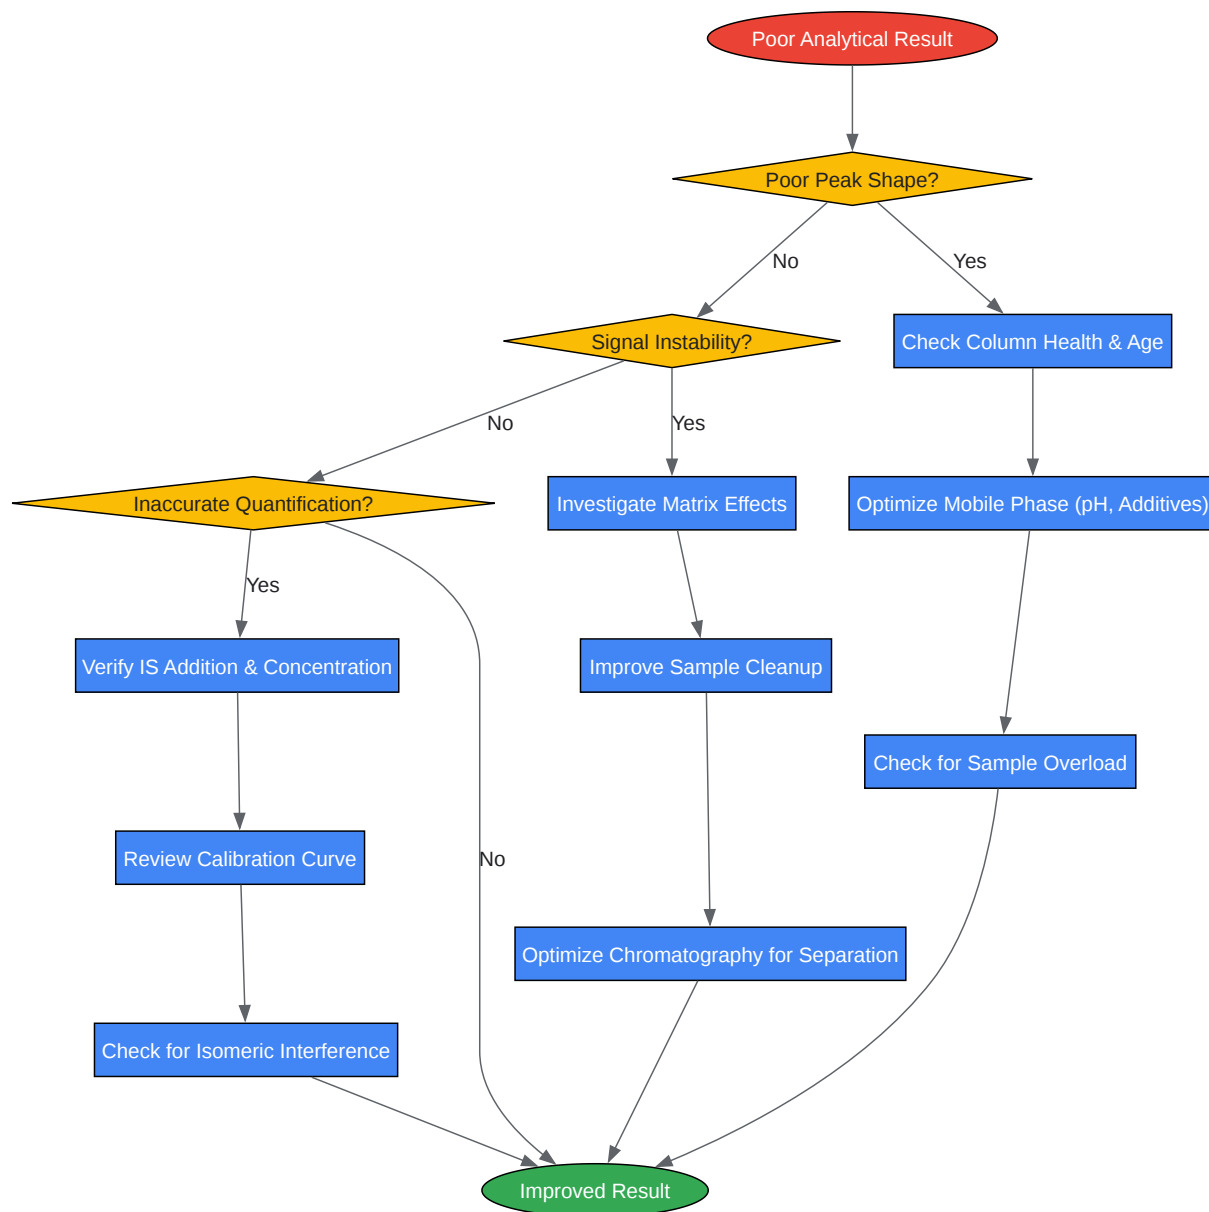 Poor Analytical Result
Poor Peak Shape?
No
Yes
Signal Instability?
Check Column Health & Age
No
Yes
Inaccurate Quantification?
Investigate Matrix Effects
Optimize Mobile Phase (pH, Additives)
Yes
Verify IS Addition & Concentration
Improve Sample Cleanup
Check for Sample Overload
Review Calibration Curve
No
Optimize Chromatography for Separation
Check for Isomeric Interference
Improved Result